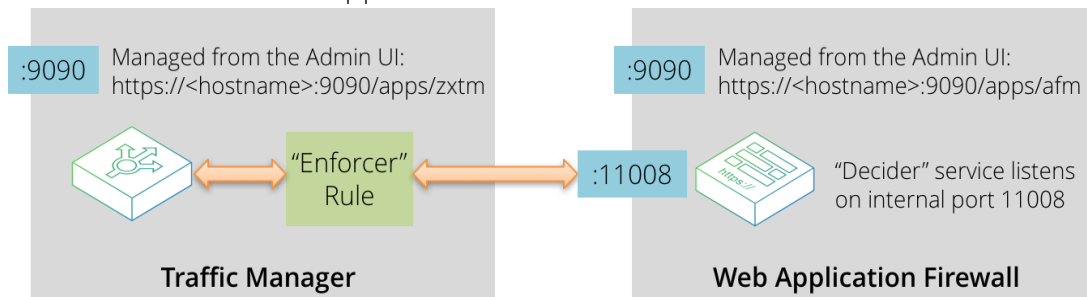 :9090
Managed from the Admin UI:
https://<hostname>:9090/apps/zxtm
"Enforcer"
Rule
Traffic Manager
:9090
Managed from the Admin UI:
https://<hostname>:9090/apps/afm
:11008
https://
“Decider” service listens
on internal port 11008
Web Application Firewall